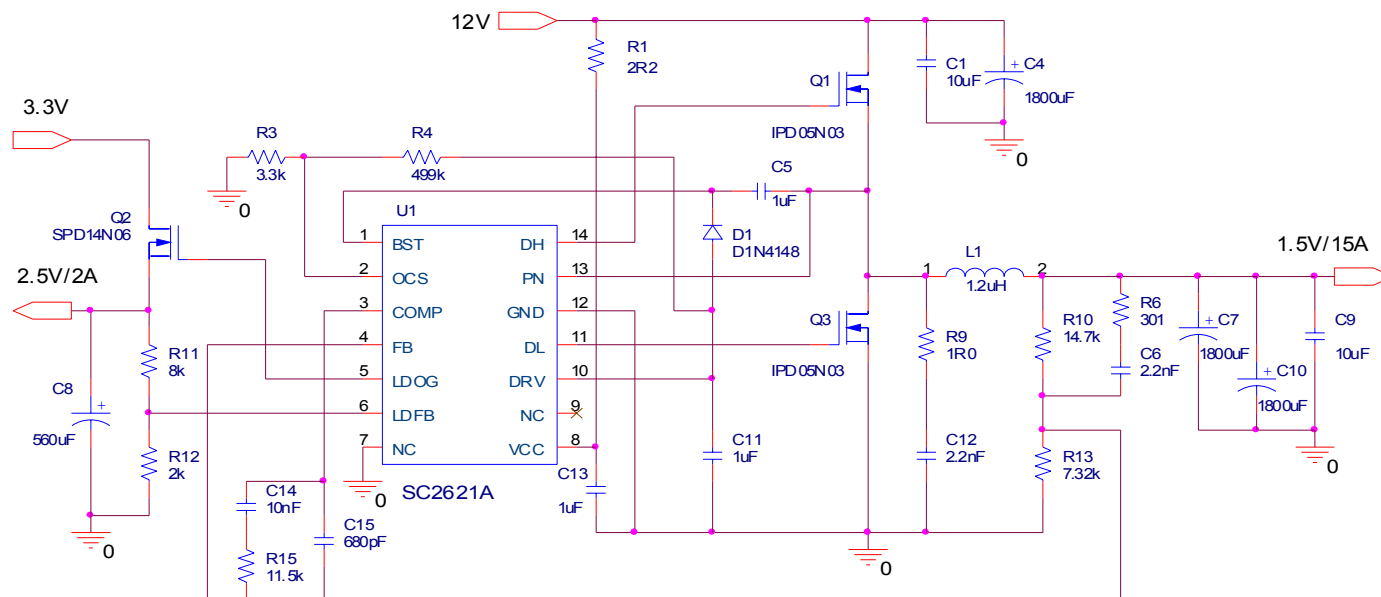 12V
R1
2R2
Q1
IPD05N03
C1
10uF
+ C4
1800uF
0
3.3V
R3
3.3k
0
R4
499k
C5
1uF
Q2
SPD14N06
2.5V/2A
U1
1 BST DH 14
2 OCS PN 13
3 COMP GND 12
4 FB DL 11
5 LDOG DRV 10
6 LDFB NC 9
7 NC VCC 8
SC2621A
0
D1
D1N4148
Q3
IPD05N03
1 L1 2
1.2uH
1.5V/15A
R9
1R0
R10
14.7k
R6
301
C6
2.2nF
+ C7
1800uF
+ C10
1800uF
C9
10uF
0
R11
8k
C8
+
560uF
R12
2k
0
C11
1uF
C12
2.2nF
R13
7.32k
C13
1uF
C14
10nF
C15
680pF
R15
11.5k
0